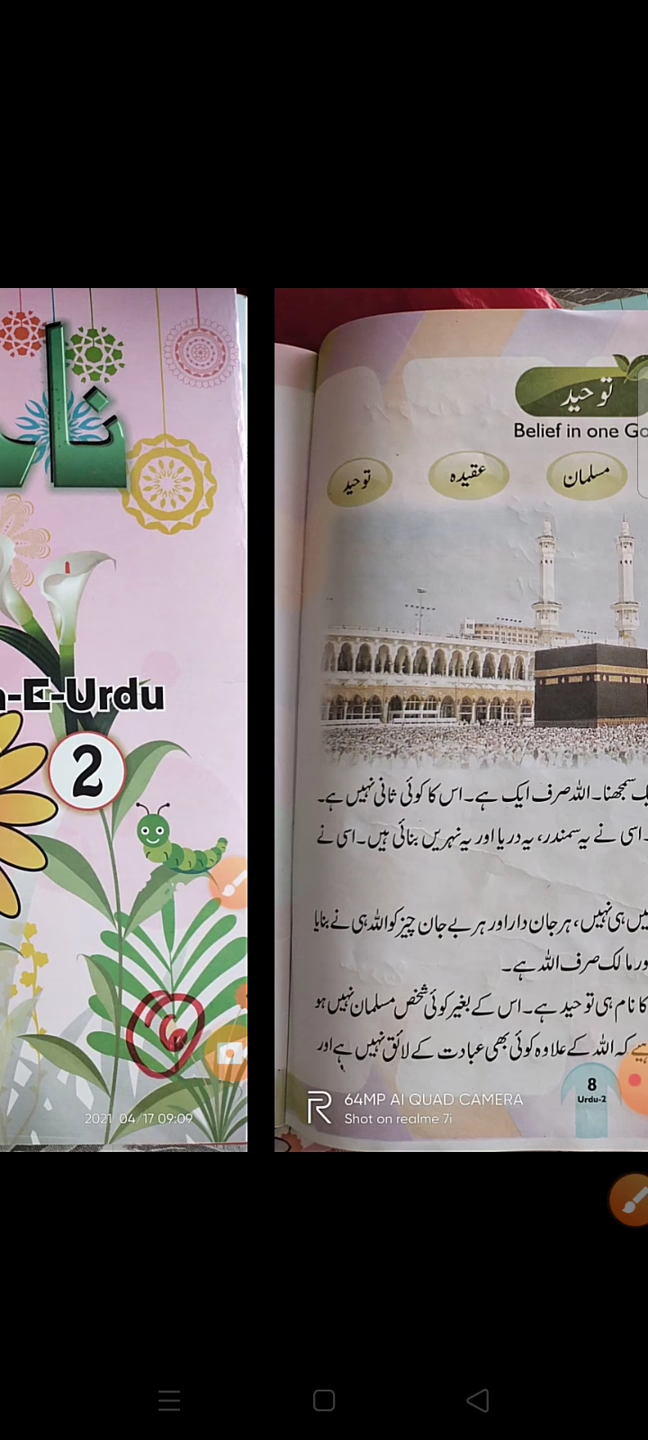 -E-Urdu
2
2021 04/17 09:09
توحید
Belief in one Go
مسلمان
عقیدہ
توحید
سمجھنا۔ اللہ صرف ایک ہے۔ اس کا کوئی ثانی نہیں ہے۔
اسی نے یہ سمندر، یہ دریا اور یہ نہریں بنائی ہیں۔ اسی نے
ہی نہیں، ہر جان دار اور ہر بے جان چیز کو اللہ ہی نے بنایا
مالک صرف اللہ ہے۔
کا نام ہی توحید ہے۔ اس کے بغیر کوئی شخص مسلمان نہیں ہو
کہ اللہ کے علاوہ کوئی بھی عبادت کے لائق نہیں ہے اور
8
Urdu-2
64MP AI QUAD CAMERA
Shot on realme 7i